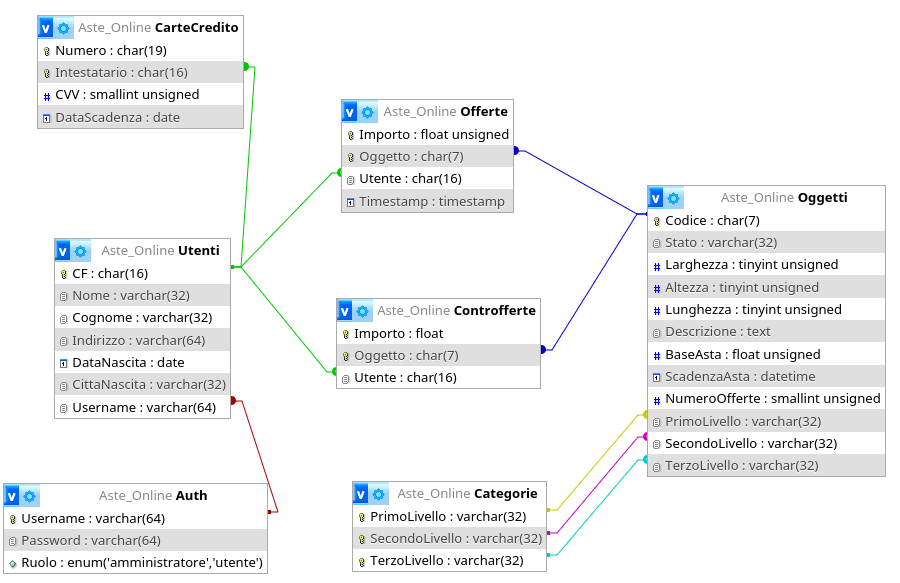 Aste_Online CarteCredito
Numero : char(19)
Intestatario : char(16)
CVV : smallint unsigned
DataScadenza : date
Aste_Online Offerte
Importo : float unsigned
Oggetto : char(7)
Utente : char(16)
Timestamp : timestamp
Aste_Online Oggetti
Codice : char(7)
Stato : varchar(32)
Larghezza : tinyint unsigned
Altezza : tinyint unsigned
Lunghezza : tinyint unsigned
Descrizione : text
BaseAsta : float unsigned
ScadenzaAsta : datetime
NumeroOfferte : smallint unsigned
PrimoLivello : varchar(32)
SecondoLivello : varchar(32)
TerzoLivello : varchar(32)
Aste_Online Utenti
CF : char(16)
Nome : varchar(32)
Cognome : varchar(32)
Indirizzo : varchar(64)
DataNascita : date
CittaNascita : varchar(32)
Username : varchar(64)
Aste_Online Controfferte
Importo : float
Oggetto : char(7)
Utente : char(16)
Aste_Online Auth
Username : varchar(64)
Password : varchar(64)
Ruolo : enum('amministratore','utente')
Aste_Online Categorie
PrimoLivello : varchar(32)
SecondoLivello : varchar(32)
TerzoLivello : varchar(32)